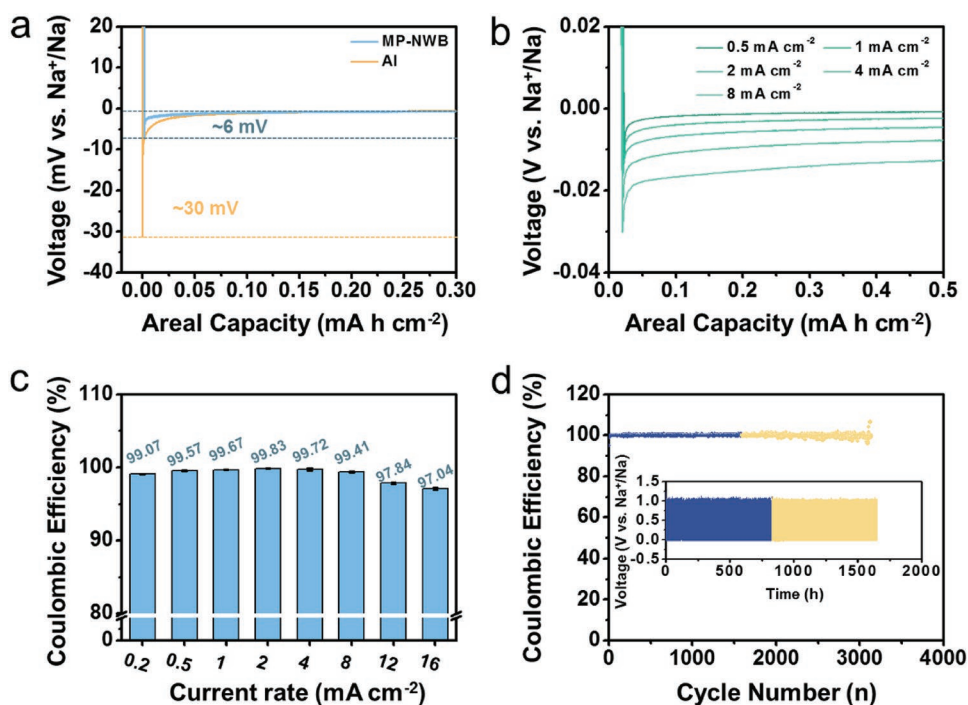 a
20
10
0
-10
-20
-30
-40
Voltage (mV vs. Na⁺/Na)
MP-NWB
Al
~6 mV
~30 mV
0.00 0.05 0.10 0.15 0.20 0.25 0.30
Areal Capacity (mA h cm⁻²)
b
0.02
0.00
-0.02
-0.04
Voltage (V vs. Na⁺/Na)
0.5 mA cm⁻² 1 mA cm⁻²
2 mA cm⁻² 4 mA cm⁻²
8 mA cm⁻²
0.0 0.1 0.2 0.3 0.4 0.5
Areal Capacity (mA h cm⁻²)
c
110
100
90
80
0
Coulombic Efficiency (%)
99.07 99.57 99.67 99.83 99.72 99.41 97.84 97.04
0.2 0.5 1 2 4 8 12 16
Current rate (mA cm⁻²)
d
120
100
80
60
40
20
0
Coulombic Efficiency (%)
1.5
1.0
0.5
0.0
-0.5
Voltage (V vs. Na⁺/Na)
0 500 1000 1500 2000
Time (h)
0 1000 2000 3000 4000
Cycle Number (n)